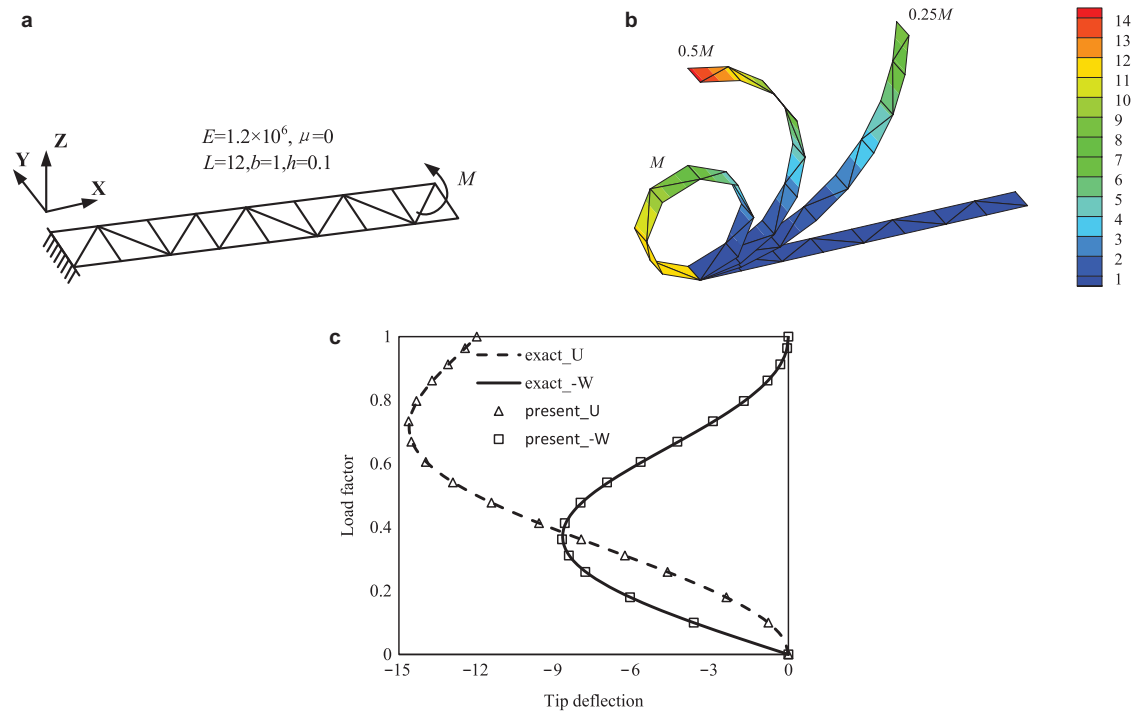 a
E=1.2×10⁶, μ=0
L=12,b=1,h=0.1
Z
Y
X
M
b
0.25M
0.5M
M
14
13
12
11
10
9
8
7
6
5
4
3
2
1
c
1
0.8
0.6
0.4
0.2
0
Load factor
exact_U
exact_-W
present_U
present_-W
−15
−12
−9
−6
−3
0
Tip deflection